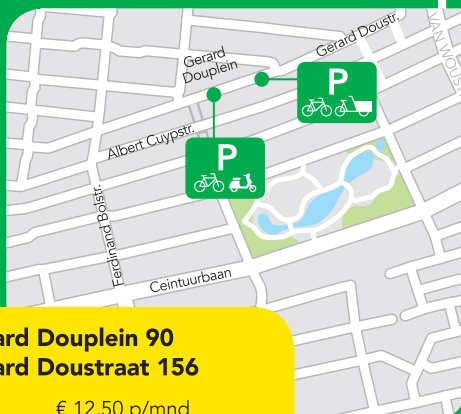 Gerard Doustr.
Gerard
Douplein
P
Albert Cuypstr.
P
Ferdinand Bolstr.
Ceintuurbaan
ard Douplein 90
ard Doustraat 156
€ 12,50 p/mnd